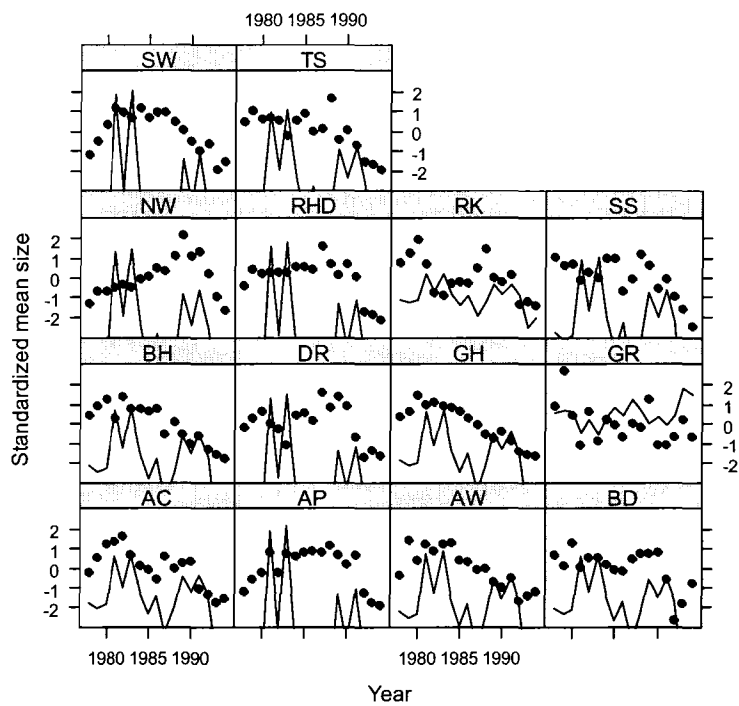 1980 1985 1990
SW TS
2
1
0
-1
-2
NW RHD RK SS
2
1
0
-1
-2
BH DR GH GR
2
1
0
-1
-2
AC AP AW BD
2
1
0
-1
-2
1980 1985 1990 1980 1985 1990
Standardized mean size
Year